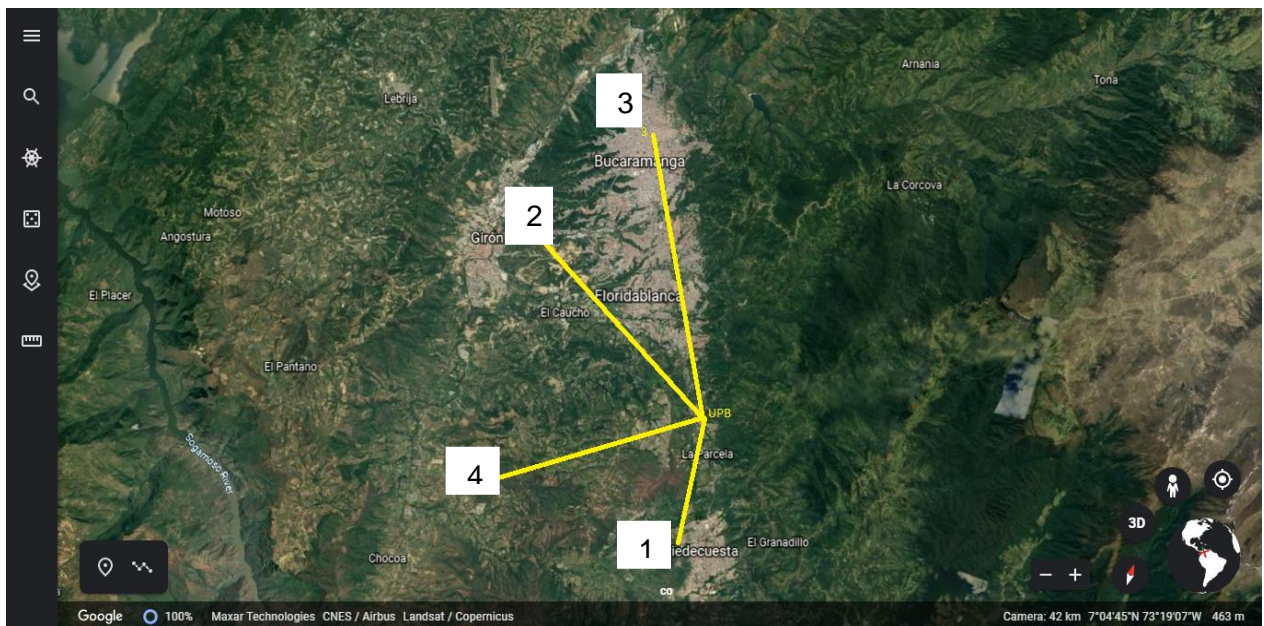 Arnania
Tona
Lebrija
3
Bucaramanga
La Corcova
Motoso
2
Angostura
Girón
El Placer
Floridablanca
El Caucho
El Pantano
UPB
La Parcela
Sogamoso River
4
3D
1
iedecuesta
El Granadillo
Chocoa
CO
Google 100% Maxar Technologies CNES / Airbus Landsat / Copernicus Camera: 42 km 7°04'45"N 73°19'07"W 463 m